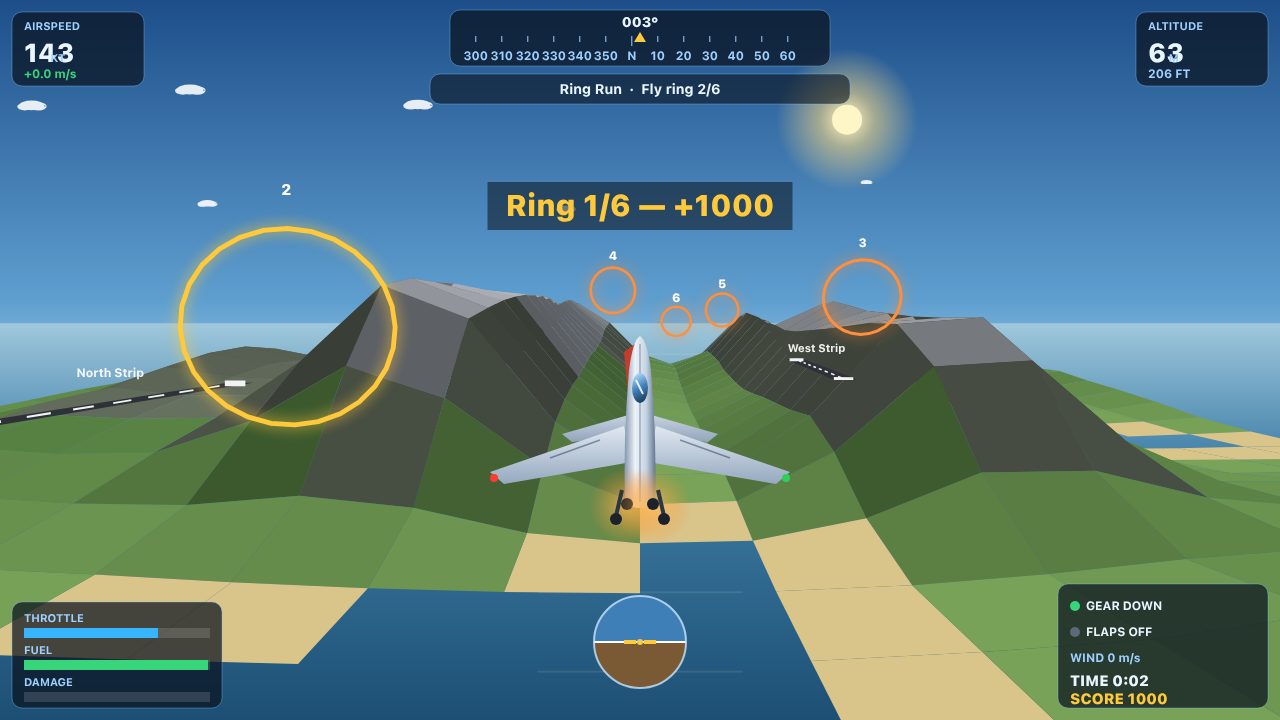 AIRSPEED
143
+0.0 m/s
003°
300 310 320 330 340 350 N 10 20 30 40 50 60
Ring Run · Fly ring 2/6
ALTITUDE
63
206 FT
2
Ring 1/6 — +1000
4
3
5
6
West Strip
North Strip
THROTTLE
FUEL
DAMAGE
GEAR DOWN
FLAPS OFF
WIND 0 m/s
TIME 0:02
SCORE 1000